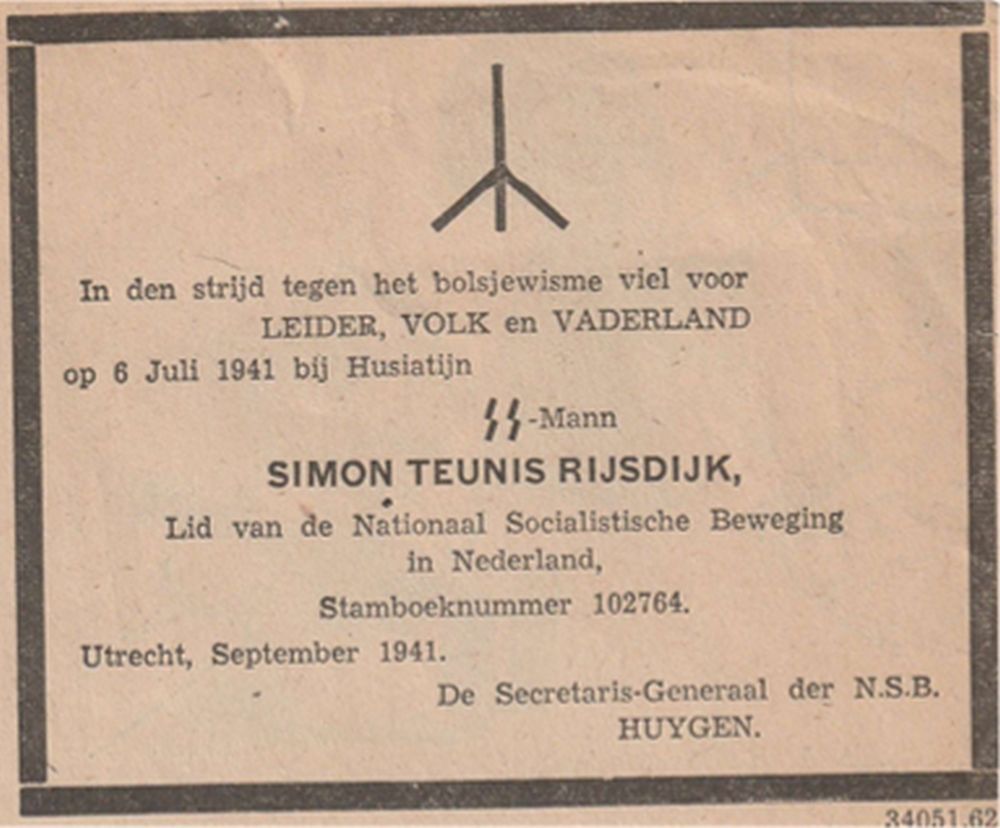 In den strijd tegen het bolsjewisme viel voor
LEIDER, VOLK en VADERLAND
op 6 Juli 1941 bij Husiatijn
ᛋᛋ-Mann
SIMON TEUNIS RIJSDIJK,
Lid van de Nationaal Socialistische Beweging
in Nederland,
Stamboeknummer 102764.
Utrecht, September 1941.
De Secretaris-Generaal der N.S.B.
HUYGEN.
34051.62